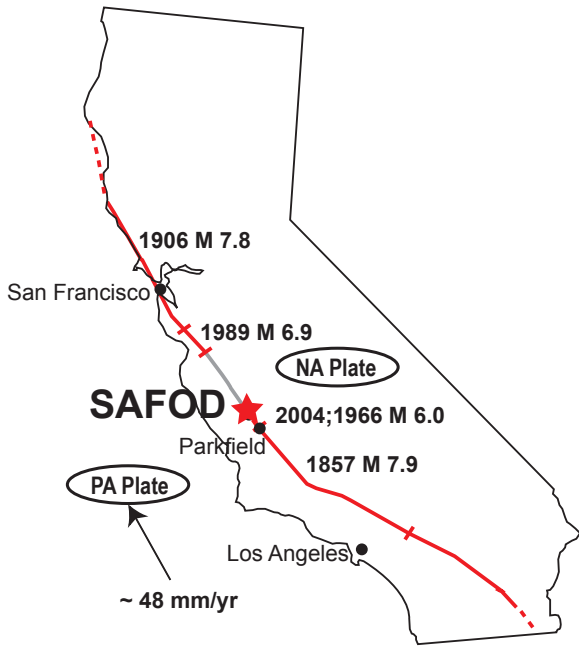 1906 M 7.8
San Francisco
1989 M 6.9
NA Plate
SAFOD
2004;1966 M 6.0
Parkfield
1857 M 7.9
PA Plate
Los Angeles
~ 48 mm/yr